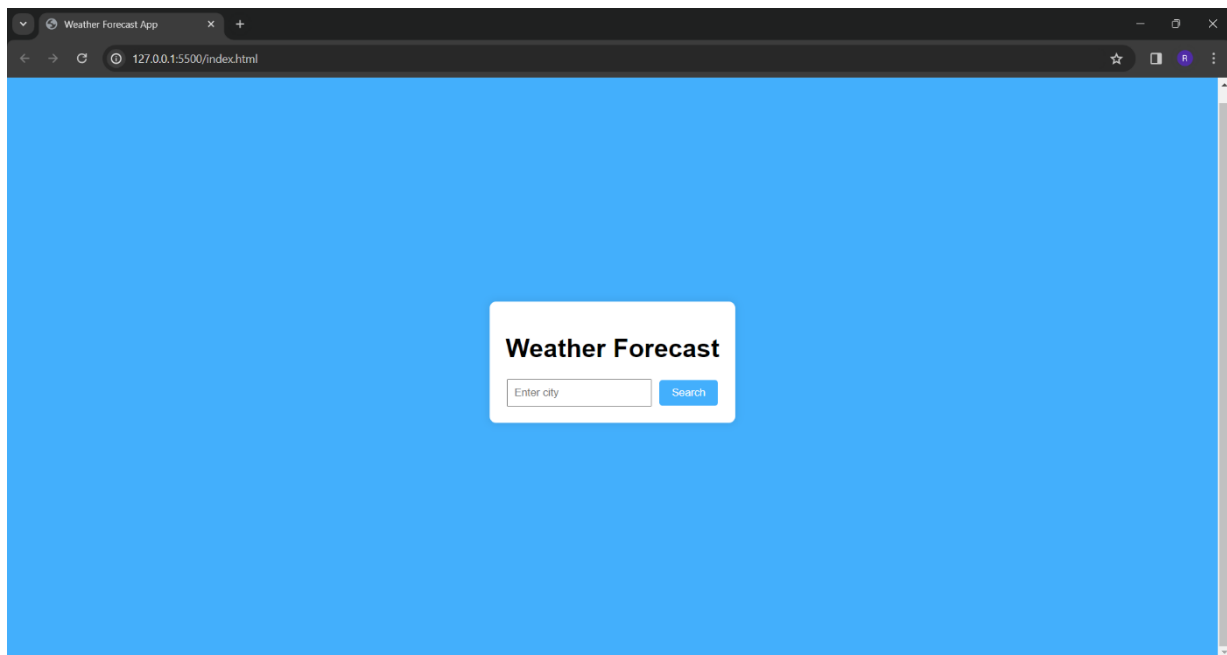 Weather Forecast App
127.0.0.1:5500/index.html
R
Weather Forecast
Enter city Search